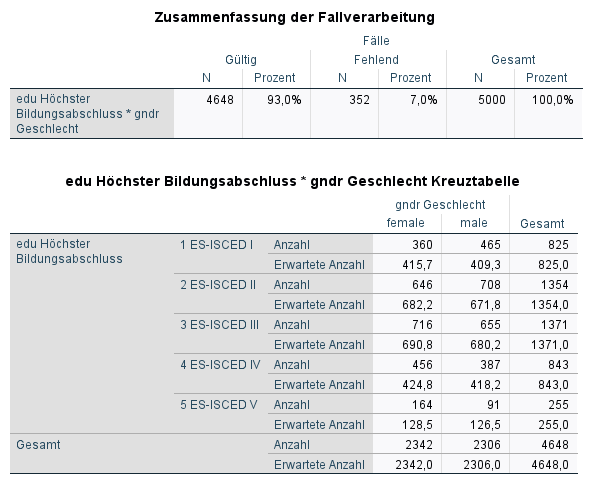 Zusammenfassung der Fallverarbeitung
Fälle
Gültig Fehlend Gesamt
N Prozent N Prozent N Prozent
edu Höchster Bildungsabschluss * gndr Geschlecht 4648 93,0% 352 7,0% 5000 100,0%
edu Höchster Bildungsabschluss * gndr Geschlecht Kreuztabelle
gndr Geschlecht
female male Gesamt
edu Höchster Bildungsabschluss 1 ES-ISCED I Anzahl 360 465 825
Erwartete Anzahl 415,7 409,3 825,0
2 ES-ISCED II Anzahl 646 708 1354
Erwartete Anzahl 682,2 671,8 1354,0
3 ES-ISCED III Anzahl 716 655 1371
Erwartete Anzahl 690,8 680,2 1371,0
4 ES-ISCED IV Anzahl 456 387 843
Erwartete Anzahl 424,8 418,2 843,0
5 ES-ISCED V Anzahl 164 91 255
Erwartete Anzahl 128,5 126,5 255,0
Gesamt Anzahl 2342 2306 4648
Erwartete Anzahl 2342,0 2306,0 4648,0